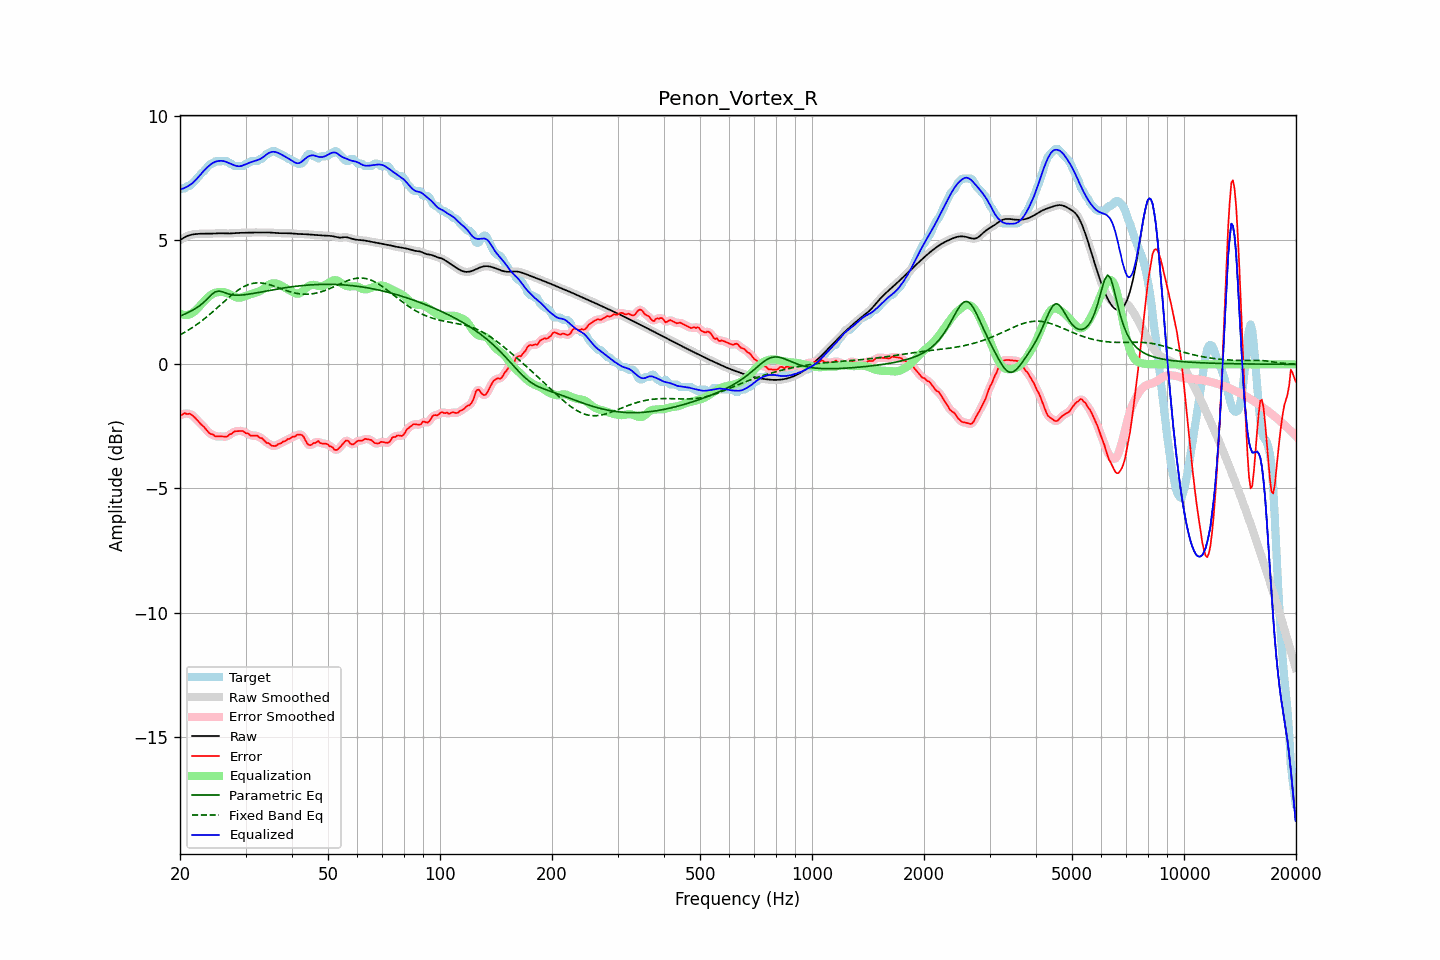 Penon_Vortex_R
10
5
0
−5
−10
−15
Amplitude (dBr)
Target
Raw Smoothed
Error Smoothed
Raw
Error
Equalization
Parametric Eq
Fixed Band Eq
Equalized
20 50 100 200 500 1000 2000 5000 10000 20000
Frequency (Hz)